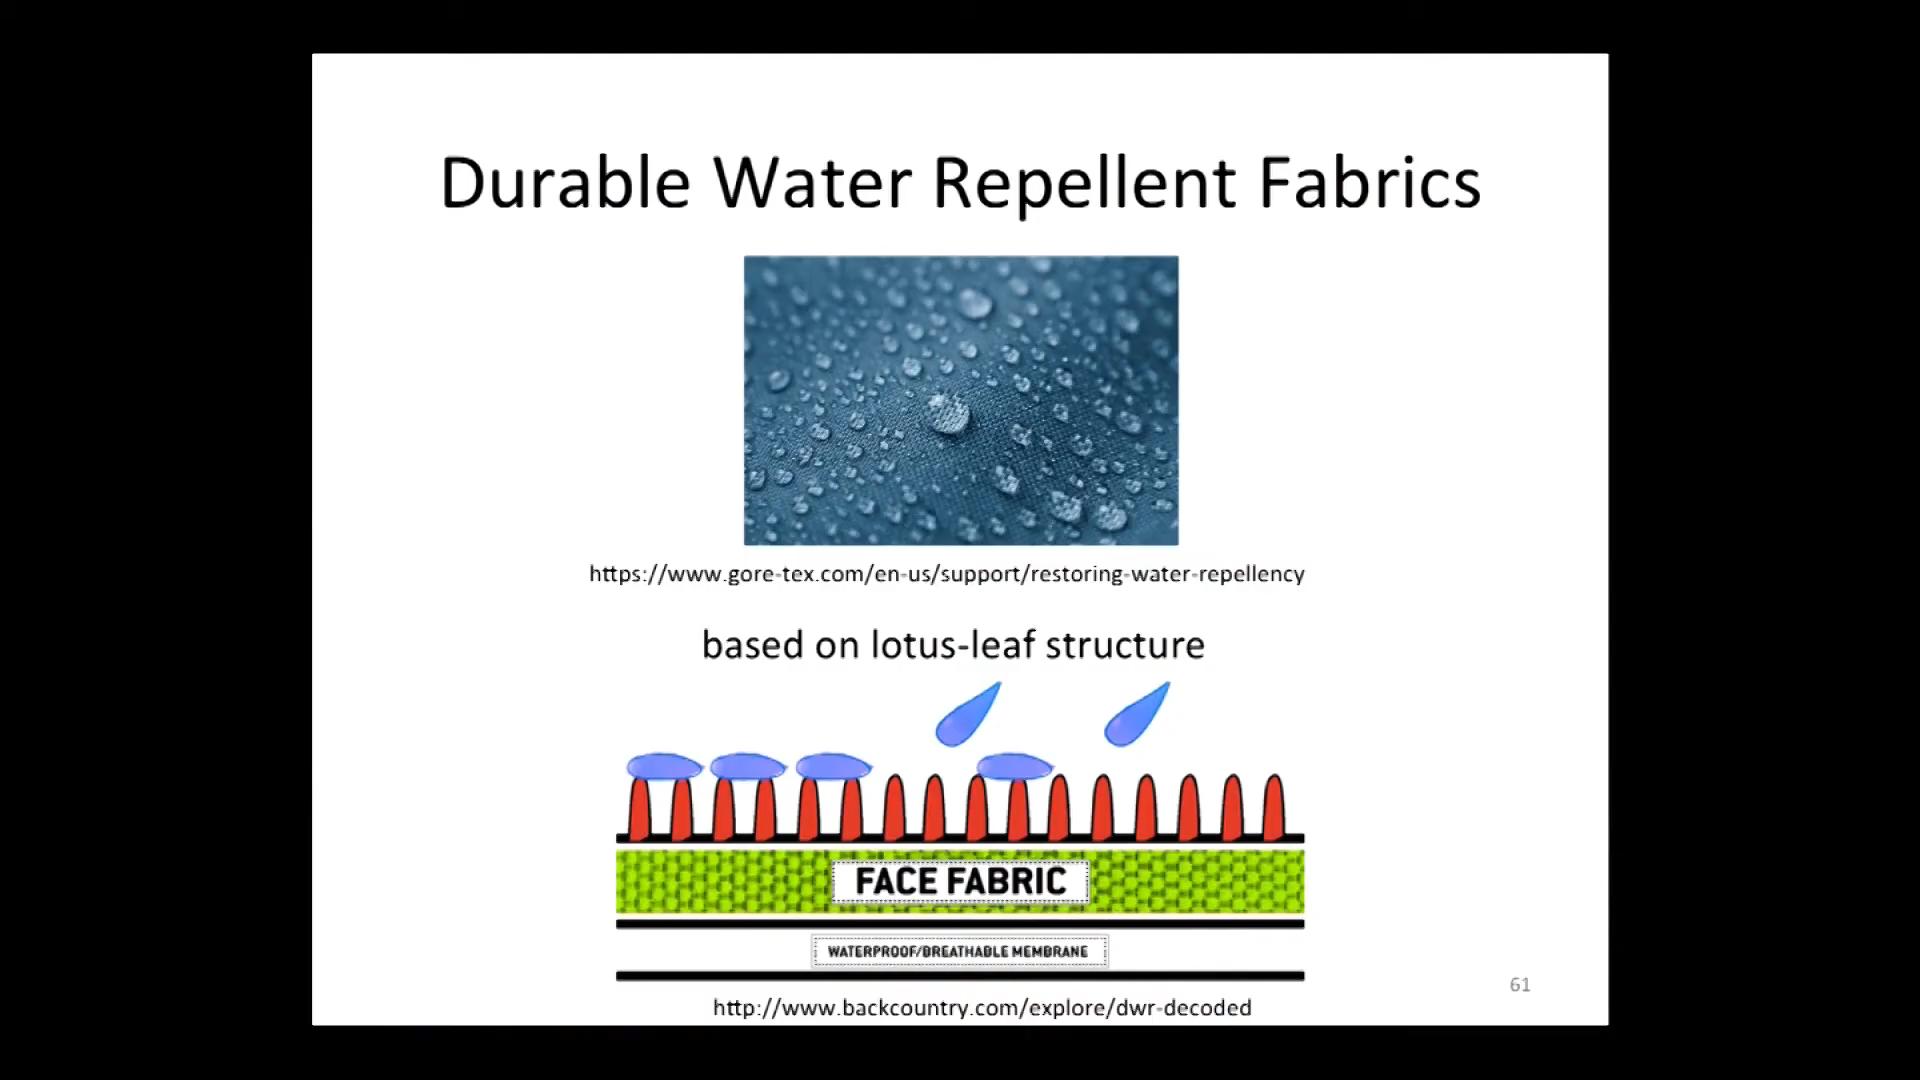 Durable Water Repellent Fabrics
https://www.gore-tex.com/en-us/support/restoring-water-repellency
based on lotus-leaf structure
FACE FABRIC
WATERPROOF/BREATHABLE MEMBRANE
61
http://www.backcountry.com/explore/dwr-decoded